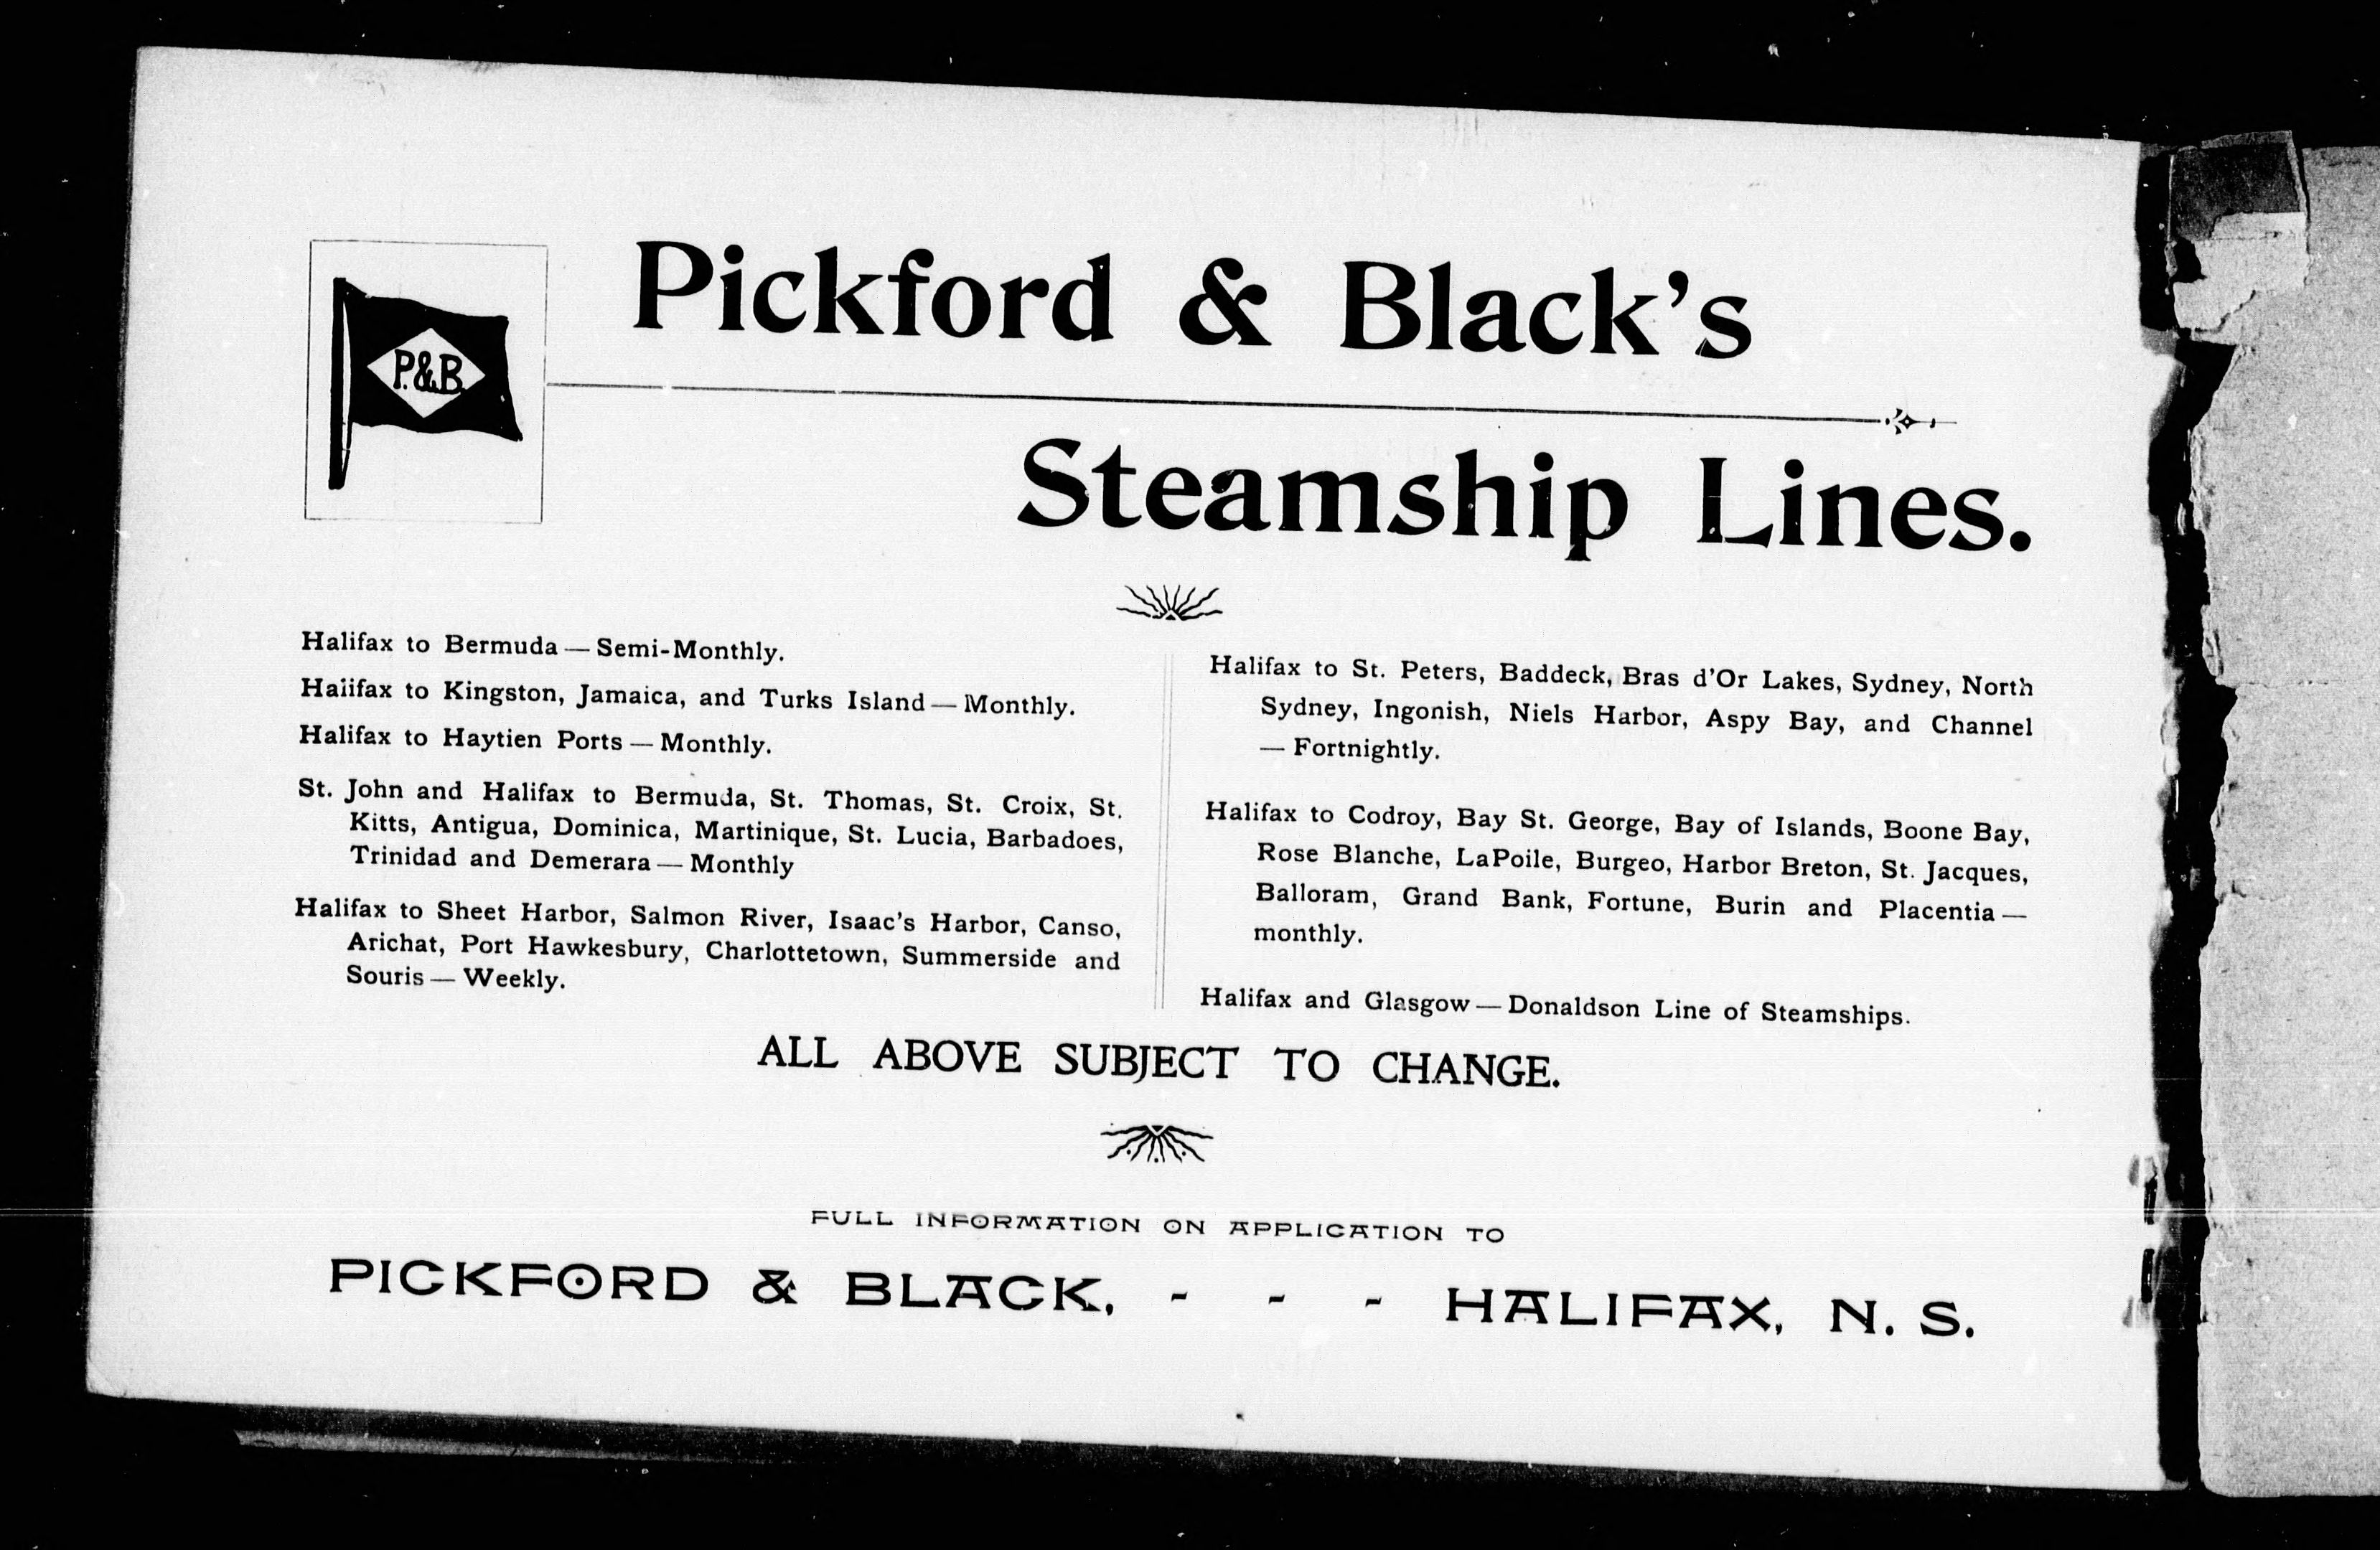 P.&B.
Pickford & Black's
Steamship Lines.
Halifax to Bermuda — Semi-Monthly.
Halifax to Kingston, Jamaica, and Turks Island — Monthly.
Halifax to Haytien Ports — Monthly.
St. John and Halifax to Bermuda, St. Thomas, St. Croix, St.
Kitts, Antigua, Dominica, Martinique, St. Lucia, Barbadoes,
Trinidad and Demerara — Monthly
Halifax to Sheet Harbor, Salmon River, Isaac's Harbor, Canso,
Arichat, Port Hawkesbury, Charlottetown, Summerside and
Souris — Weekly.
Halifax to St. Peters, Baddeck, Bras d'Or Lakes, Sydney, North
Sydney, Ingonish, Niels Harbor, Aspy Bay, and Channel
— Fortnightly.
Halifax to Codroy, Bay St. George, Bay of Islands, Boone Bay,
Rose Blanche, LaPoile, Burgeo, Harbor Breton, St. Jacques,
Balloram, Grand Bank, Fortune, Burin and Placentia —
monthly.
Halifax and Glasgow — Donaldson Line of Steamships.
ALL ABOVE SUBJECT TO CHANGE.
FULL INFORMATION ON APPLICATION TO
PICKFORD & BLACK, - - - HALIFAX, N. S.